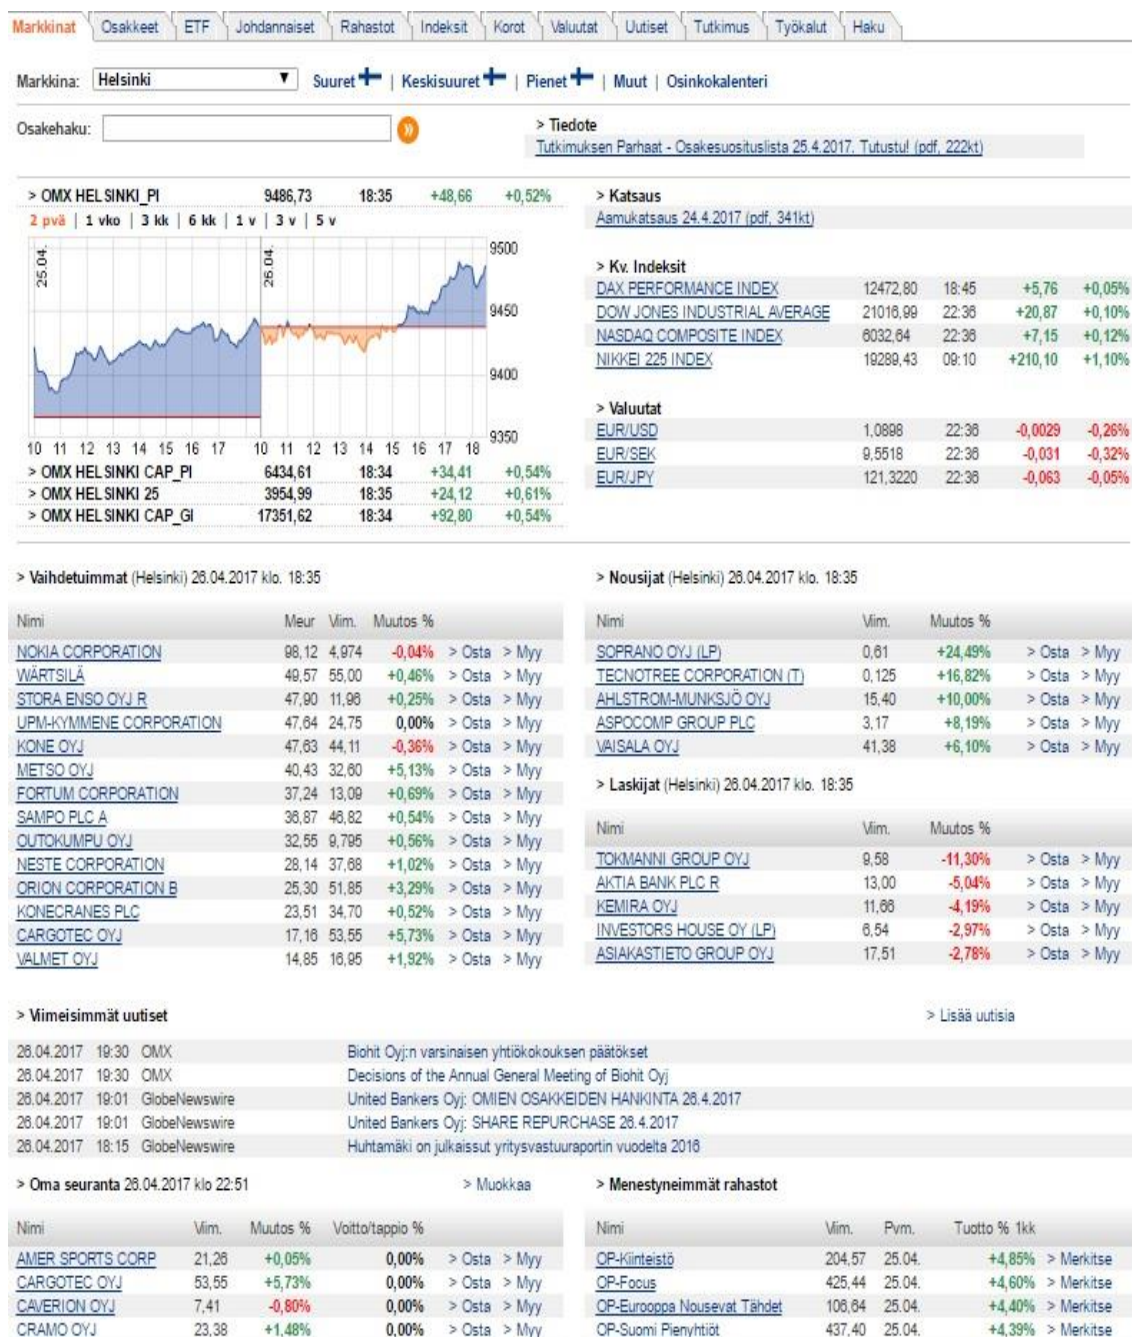 Markkinat Osakkeet ETF Johdannaiset Rahastot Indeksit Korot Valuutat Uutiset Tutkimus Työkalut Haku
Markkina: Helsinki Suuret | Keskisuuret | Pienet | Muut | Osinkokalenteri
Osakehaku:
> Tiedote
Tutkimuksen Parhaat - Osakesuosituslista 25.4.2017. Tutustu! (pdf, 222kt)
> OMX HELSINKI_PI 9486,73 18:35 +48,66 +0,52%
2 pvä | 1 vko | 3 kk | 6 kk | 1 v | 3 v | 5 v
25.04. 26.04.
9500
9450
9400
9350
10 11 12 13 14 15 16 17 10 11 12 13 14 15 16 17 18
> OMX HELSINKI CAP_PI 6434,61 18:34 +34,41 +0,54%
> OMX HELSINKI 25 3954,99 18:35 +24,12 +0,61%
> OMX HELSINKI CAP_GI 17351,62 18:34 +92,80 +0,54%
> Katsaus
Aamukatsaus 24.4.2017 (pdf, 341kt)
> Kv. Indeksit
DAX PERFORMANCE INDEX 12472,80 18:45 +5,76 +0,05%
DOW JONES INDUSTRIAL AVERAGE 21016,99 22:36 +20,87 +0,10%
NASDAQ COMPOSITE INDEX 6032,64 22:36 +7,15 +0,12%
NIKKEI 225 INDEX 19289,43 09:10 +210,10 +1,10%
> Valuutat
EUR/USD 1,0898 22:36 -0,0029 -0,26%
EUR/SEK 9,5518 22:36 -0,031 -0,32%
EUR/JPY 121,3220 22:36 -0,063 -0,05%
> Vaihdetuimmat (Helsinki) 26.04.2017 klo. 18:35
Nimi Meur Viim. Muutos %
NOKIA CORPORATION 98,12 4,974 -0,04% > Osta > Myy
WÄRTSILÄ 49,57 55,00 +0,46% > Osta > Myy
STORA ENSO OYJ R 47,90 11,96 +0,25% > Osta > Myy
UPM-KYMMENE CORPORATION 47,64 24,75 0,00% > Osta > Myy
KONE OYJ 47,63 44,11 -0,36% > Osta > Myy
METSO OYJ 40,43 32,60 +5,13% > Osta > Myy
FORTUM CORPORATION 37,24 13,09 +0,69% > Osta > Myy
SAMPO PLC A 36,87 46,82 +0,54% > Osta > Myy
OUTOKUMPU OYJ 32,55 9,795 +0,56% > Osta > Myy
NESTE CORPORATION 28,14 37,68 +1,02% > Osta > Myy
ORION CORPORATION B 25,30 51,85 +3,29% > Osta > Myy
KONECRANES PLC 23,51 34,70 +0,52% > Osta > Myy
CARGOTEC OYJ 17,16 53,55 +5,73% > Osta > Myy
VALMET OYJ 14,85 16,95 +1,92% > Osta > Myy
> Nousijat (Helsinki) 26.04.2017 klo. 18:35
Nimi Viim. Muutos %
SOPRANO OYJ (LP) 0,61 +24,49% > Osta > Myy
TECNOTREE CORPORATION (T) 0,125 +16,82% > Osta > Myy
AHLSTROM-MUNKSJÖ OYJ 15,40 +10,00% > Osta > Myy
ASPOCOMP GROUP PLC 3,17 +8,19% > Osta > Myy
VAISALA OYJ 41,38 +6,10% > Osta > Myy
> Laskijat (Helsinki) 26.04.2017 klo. 18:35
Nimi Viim. Muutos %
TOKMANNI GROUP OYJ 9,58 -11,30% > Osta > Myy
AKTIA BANK PLC R 13,00 -5,04% > Osta > Myy
KEMIRA OYJ 11,66 -4,19% > Osta > Myy
INVESTORS HOUSE OY (LP) 6,54 -2,97% > Osta > Myy
ASIAKASTIETO GROUP OYJ 17,51 -2,78% > Osta > Myy
> Viimeisimmät uutiset > Lisää uutisia
26.04.2017 19:30 OMX Biohit Oyj:n varsinaisen yhtiökokouksen päätökset
26.04.2017 19:30 OMX Decisions of the Annual General Meeting of Biohit Oyj
26.04.2017 19:01 GlobeNewswire United Bankers Oyj: OMIEN OSAKKEIDEN HANKINTA 26.4.2017
26.04.2017 19:01 GlobeNewswire United Bankers Oyj: SHARE REPURCHASE 26.4.2017
26.04.2017 18:15 GlobeNewswire Huhtamäki on julkaissut yritysvastuuraportin vuodelta 2016
> Oma seuranta 26.04.2017 klo 22:51 > Muokkaa
Nimi Viim. Muutos % Voitto/tappio %
AMER SPORTS CORP 21,26 +0,05% 0,00% > Osta > Myy
CARGOTEC OYJ 53,55 +5,73% 0,00% > Osta > Myy
CAVERION OYJ 7,41 -0,80% 0,00% > Osta > Myy
CRAMO OYJ 23,38 +1,48% 0,00% > Osta > Myy
> Menestyneimmät rahastot
Nimi Viim. Pvm. Tuotto % 1kk
OP-Kiinteistö 204,57 25.04. +4,85% > Merkitse
OP-Focus 425,44 25.04. +4,60% > Merkitse
OP-Eurooppa Nousevat Tähdet 106,64 25.04. +4,40% > Merkitse
OP-Suomi Pienyhtiöt 437,40 25.04. +4,39% > Merkitse